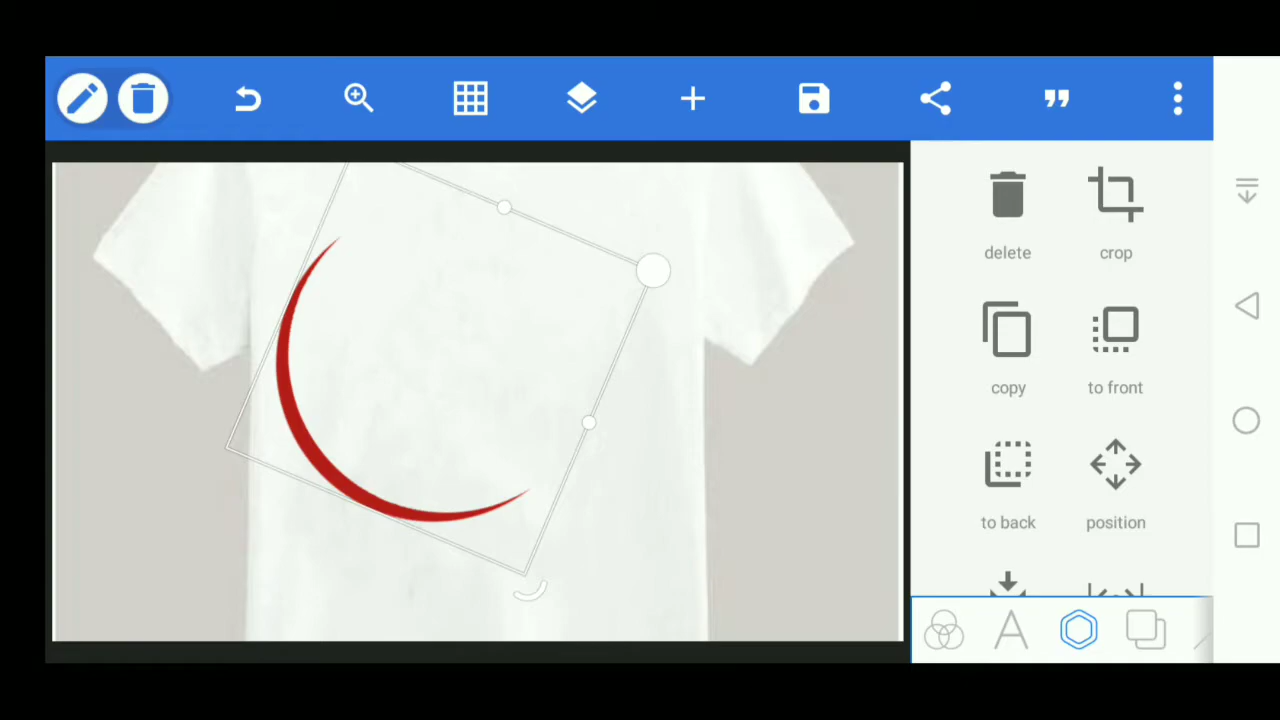 delete
crop
copy
to front
to back
position